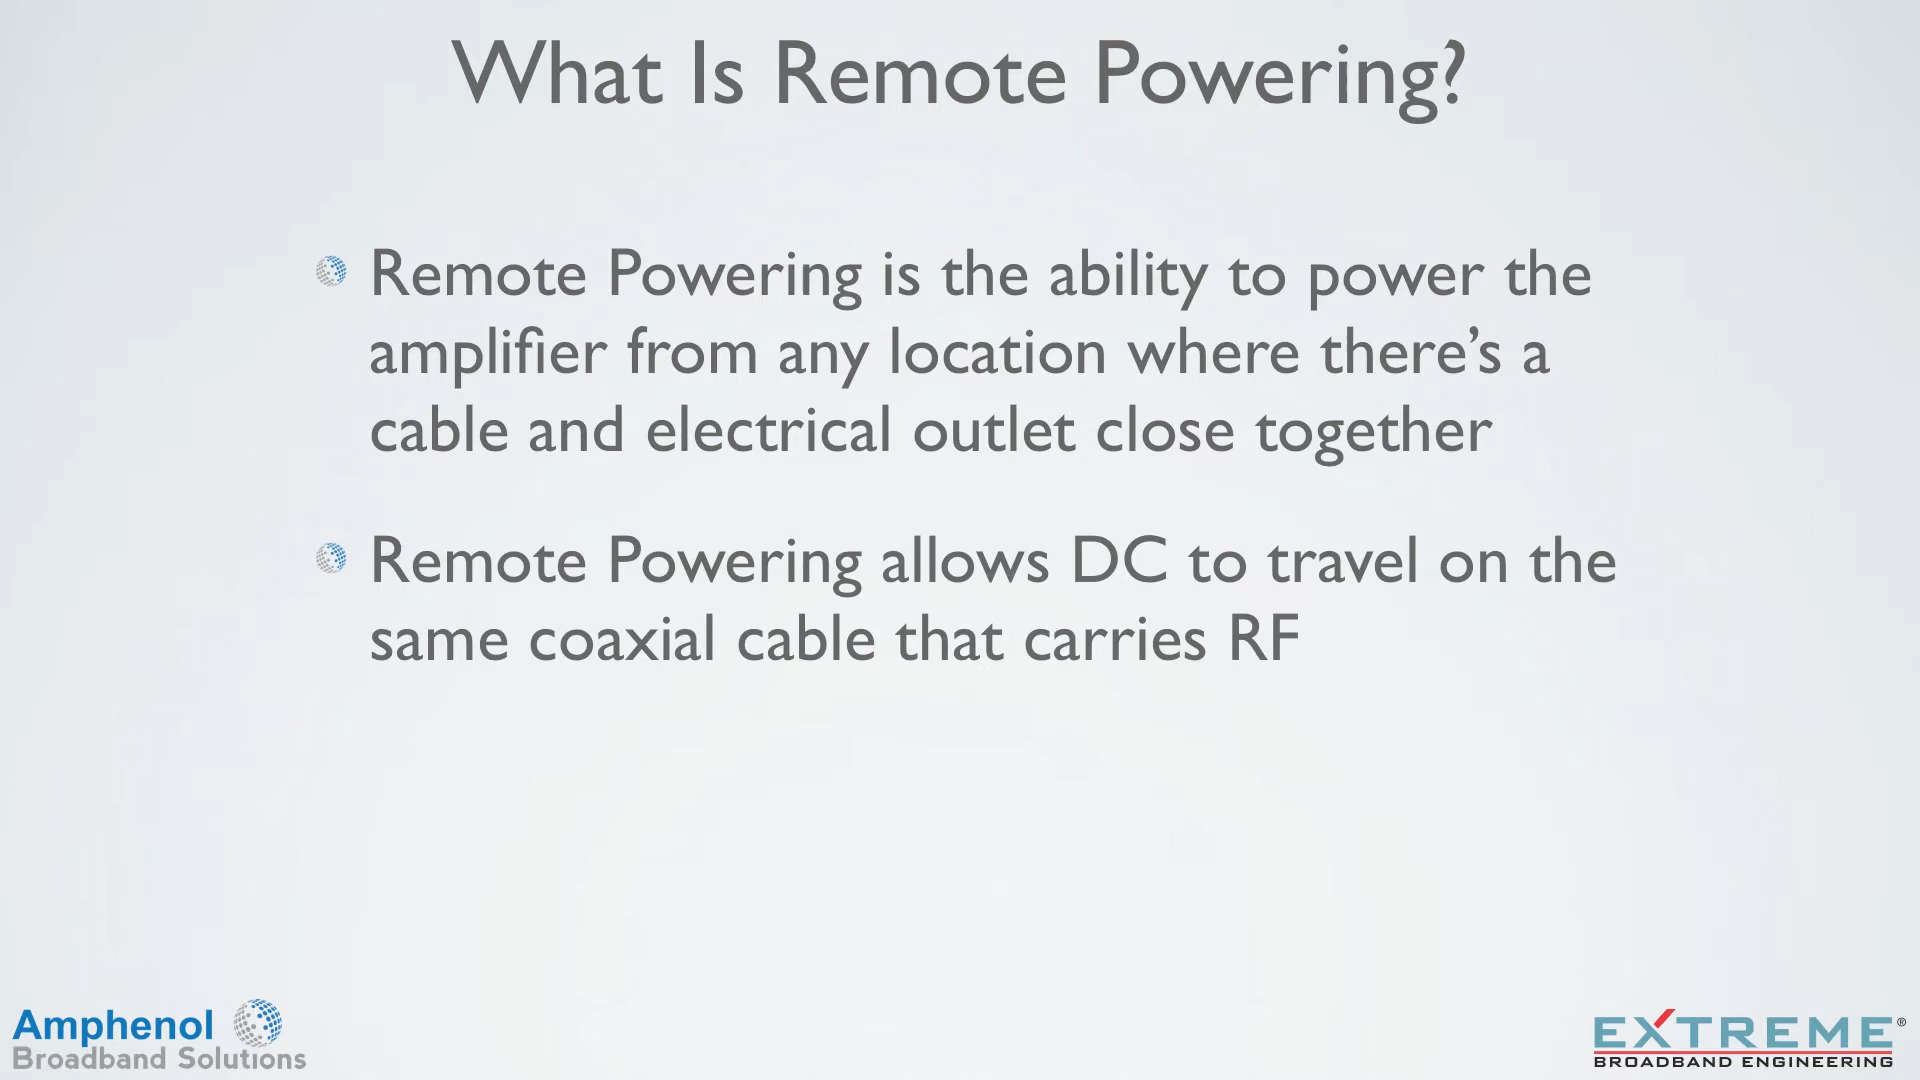 What Is Remote Powering?
Remote Powering is the ability to power the
amplifier from any location where there’s a
cable and electrical outlet close together
Remote Powering allows DC to travel on the
same coaxial cable that carries RF
Amphenol
Broadband Solutions
EXTREME®
BROADBAND ENGINEERING